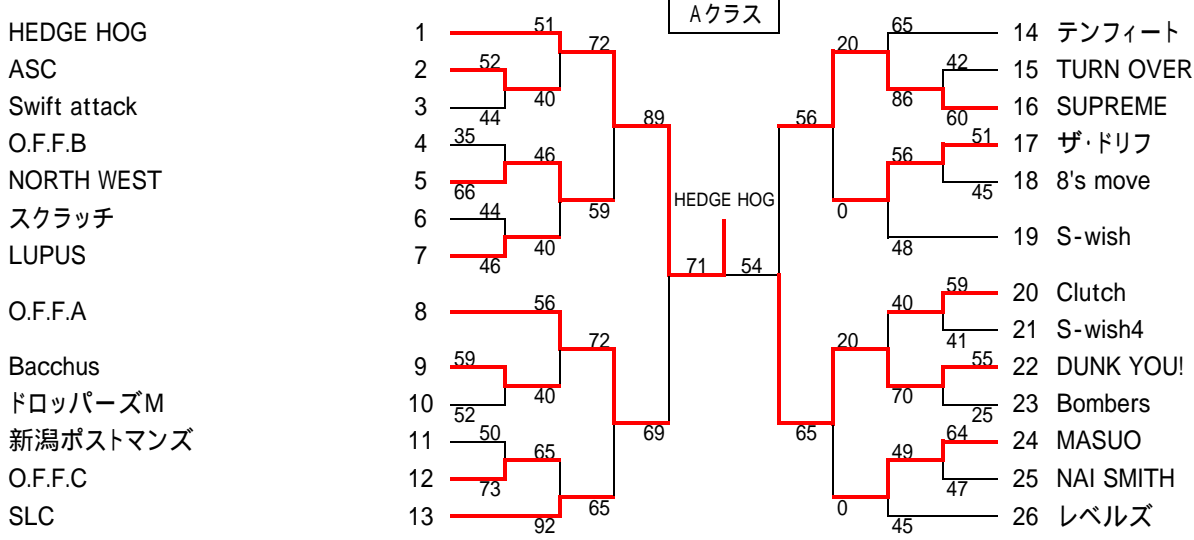 Aクラス
HEDGE HOG 1 51 72 20 65 14 テンフィート
ASC 2 52 42 15 TURN OVER
Swift attack 3 44 40 89 56 86 60 16 SUPREME
O.F.F.B 4 35 46 56 51 17 ザ・ドリフ
NORTH WEST 5 66 59 HEDGE HOG 0 45 18 8's move
スクラッチ 6 44 48 19 S-wish
LUPUS 7 46 40 71 54
O.F.F.A 8 56 72 20 40 59 20 Clutch
41 21 S-wish4
Bacchus 9 59 55 22 DUNK YOU!
ドロッパーズM 10 52 40 69 65 70 25 23 Bombers
新潟ポストマンズ 11 50 65 49 64 24 MASUO
O.F.F.C 12 73 47 25 NAI SMITH
SLC 13 92 65 0 45 26 レベルズ